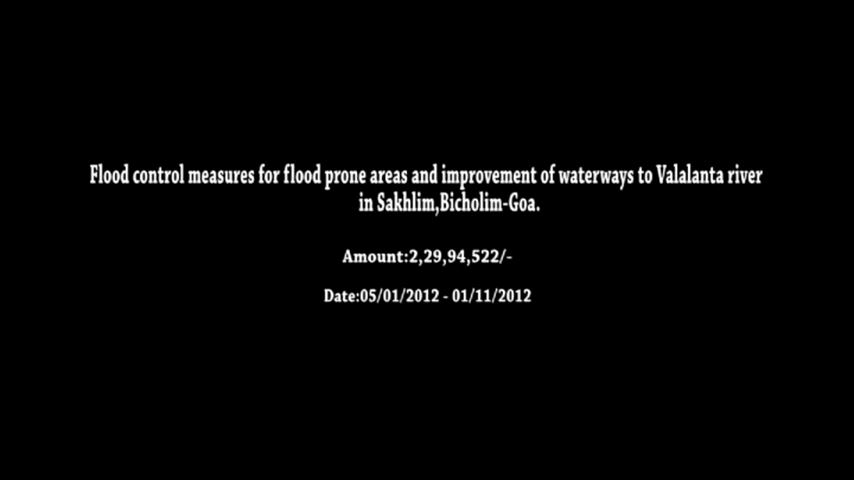 Flood control measures for flood prone areas and improvement of waterways to Valalanta river
in Sakhlim,Bicholim-Goa.
Amount:2,29,94,522/-
Date:05/01/2012 - 01/11/2012